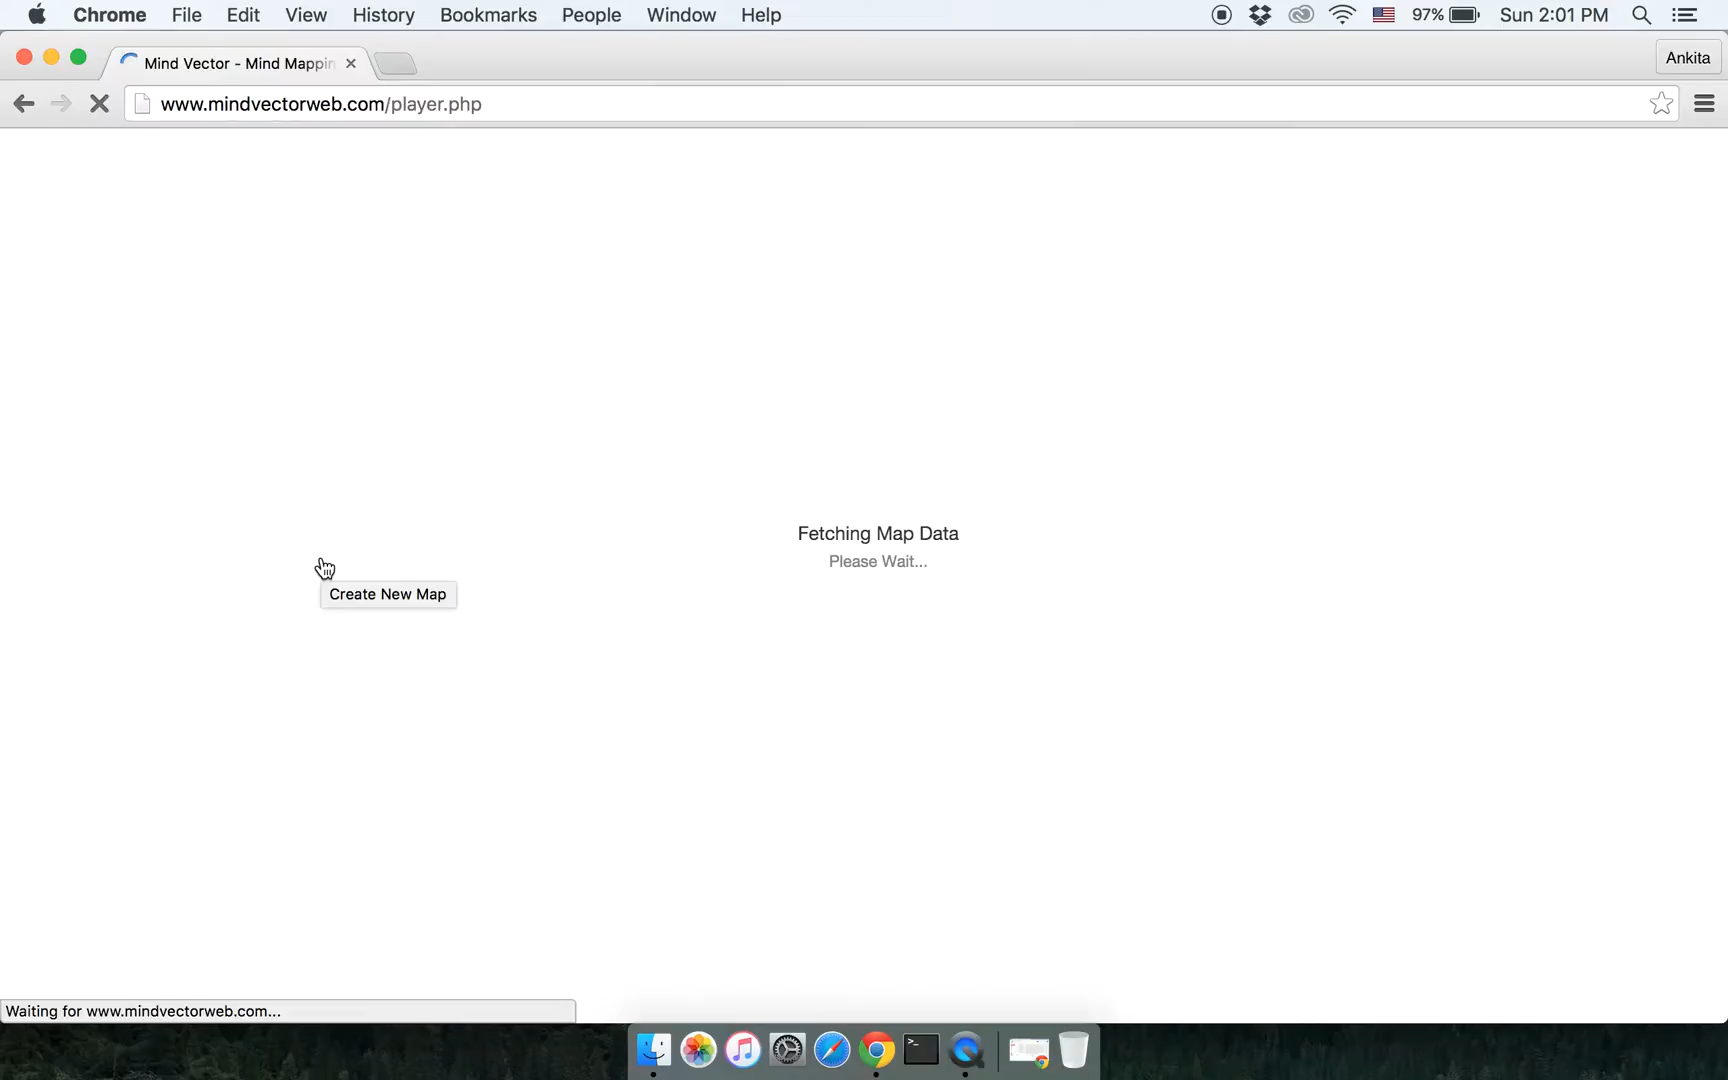 Chrome File Edit View History Bookmarks People Window Help 97% Sun 2:01 PM
Mind Vector - Mind Mappin
Ankita
www.mindvectorweb.com/player.php
Fetching Map Data
Please Wait...
Create New Map
Waiting for www.mindvectorweb.com...